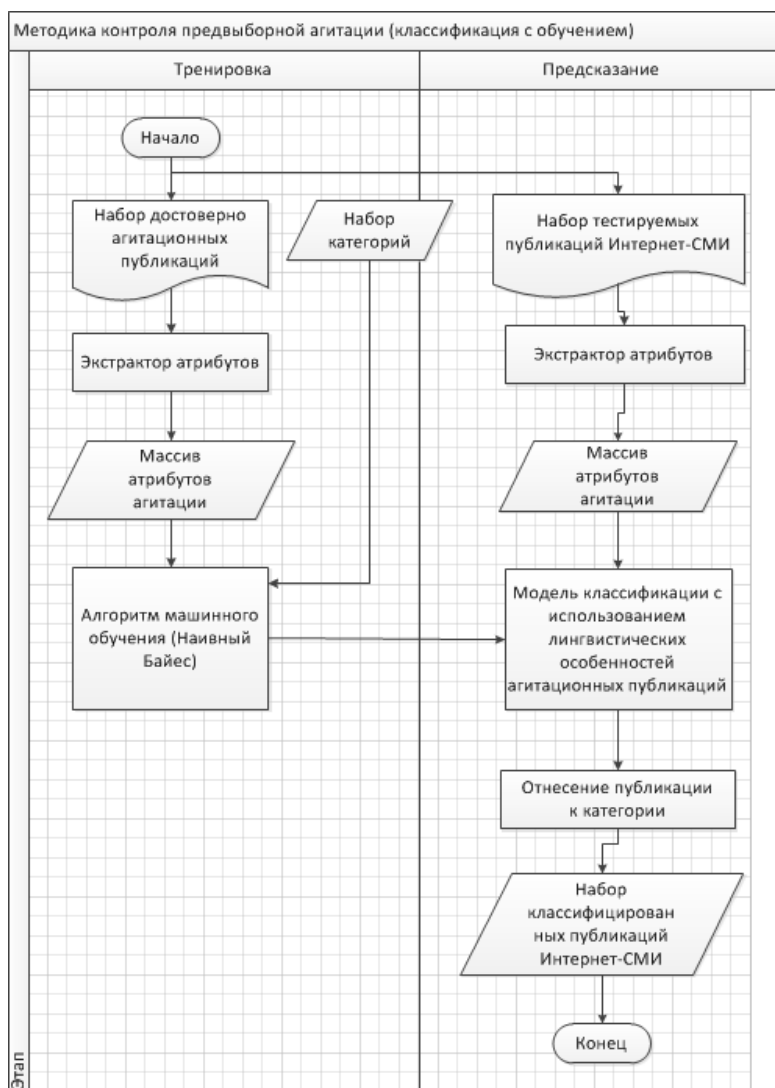 Методика контроля предвыборной агитации (классификация с обучением)
Тренировка
Предсказание
Начало
Набор достоверно
агитационных
публикаций
Набор
категорий
Набор тестируемых
публикаций Интернет-СМИ
Экстрактор атрибутов
Экстрактор атрибутов
Массив
атрибутов
агитации
Массив
атрибутов
агитации
Алгоритм машинного
обучения (Наивный
Байес)
Модель классификации с
использованием
лингвистических
особенностей
агитационных публикаций
Отнесение публикации
к категории
Набор
классифицирован
ных публикаций
Интернет-СМИ
Конец
Этап